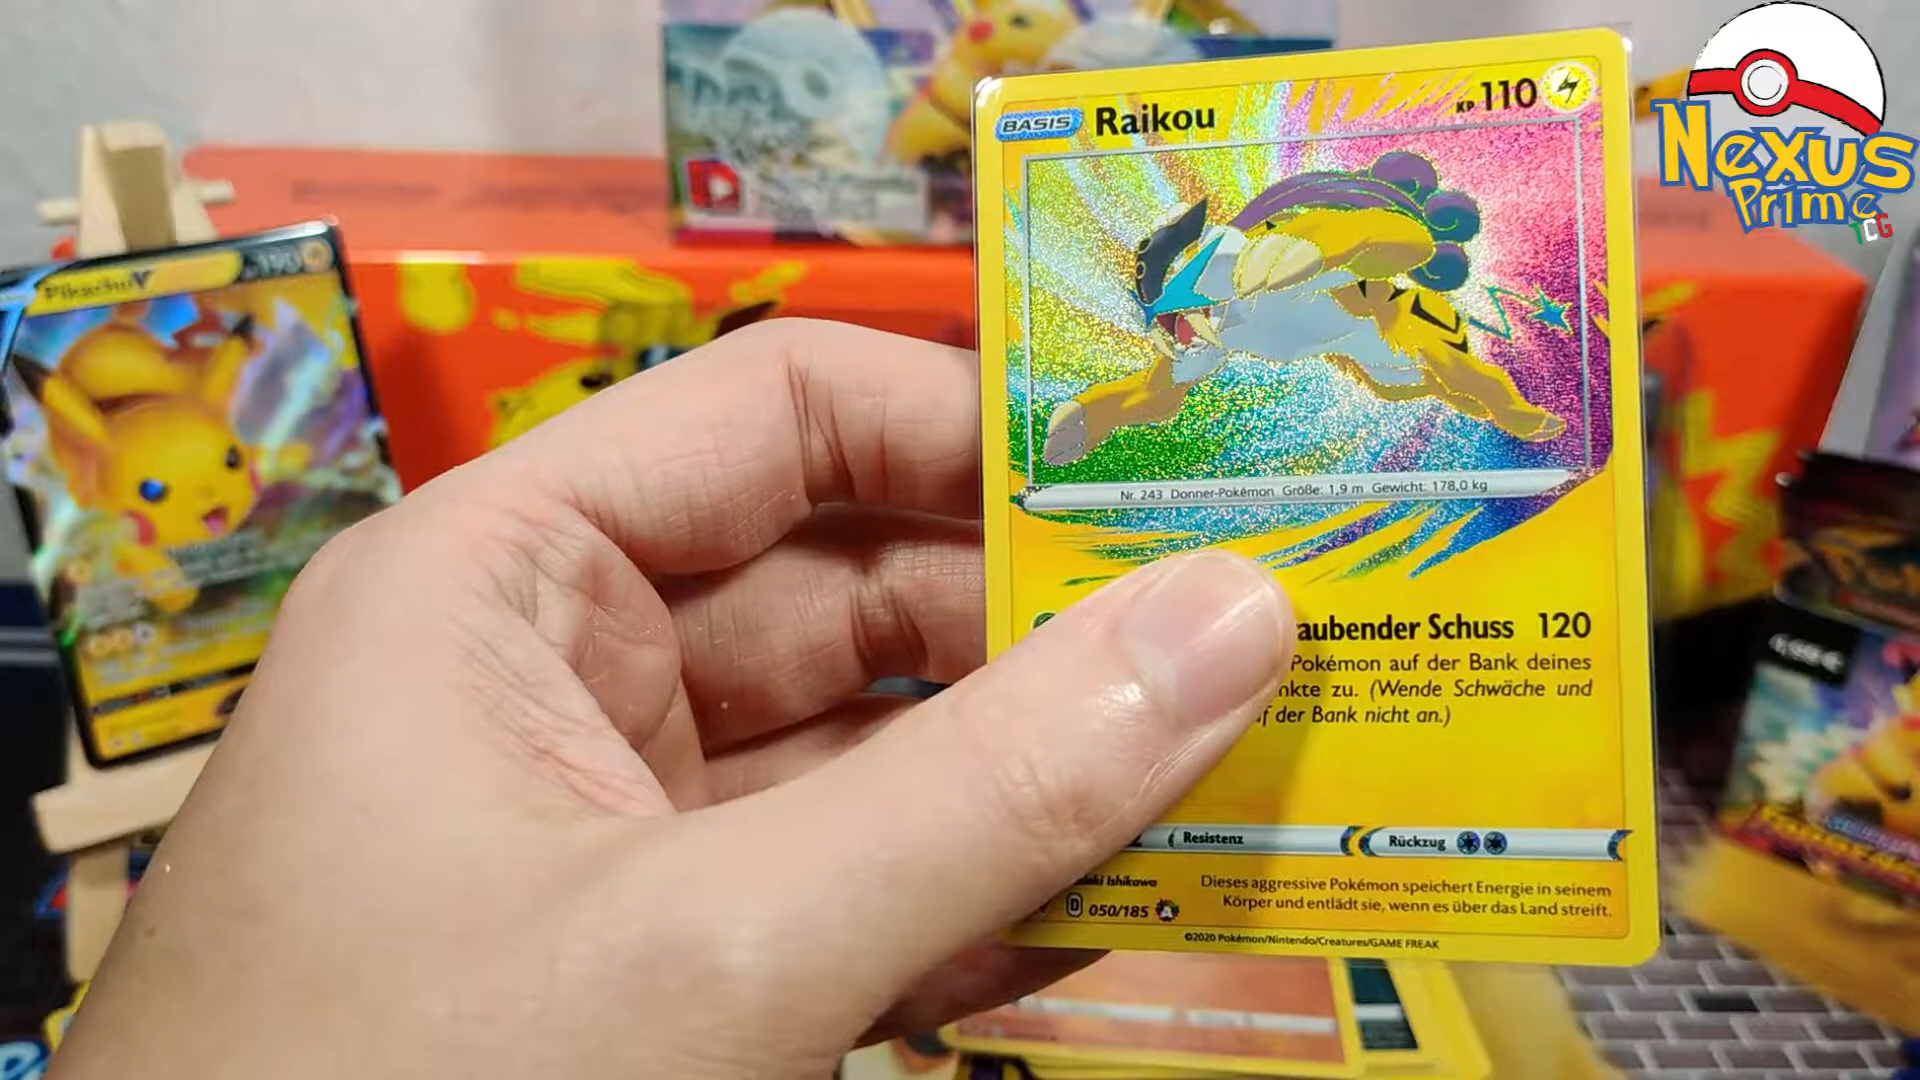 Nexus
Prime
TCG
BASIS Raikou KP 110
Pikachu V 190
Nr. 243 Donner-Pokémon Größe: 1,9 m Gewicht: 178,0 kg
aubender Schuss 120
Pokémon auf der Bank deines
nkte zu. (Wende Schwäche und
f der Bank nicht an.)
Resistenz Rückzug
Ishikawa
Dieses aggressive Pokémon speichert Energie in seinem
Körper und entlädt sie, wenn es über das Land streift.
D 050/185
©2020 Pokémon/Nintendo/Creatures/GAME FREAK